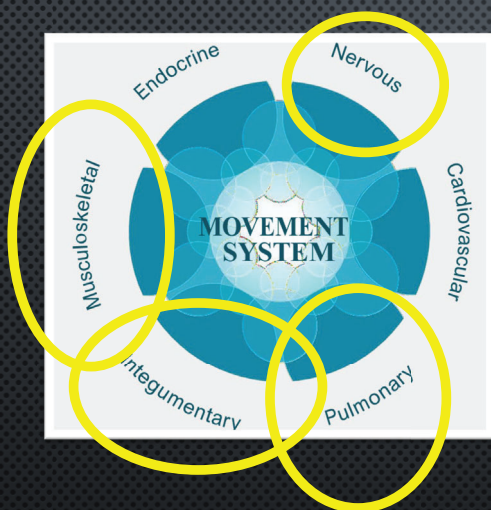 Endocrine
Nervous
Musculoskeletal
MOVEMENT
SYSTEM
Cardiovascular
Integumentary
Pulmonary